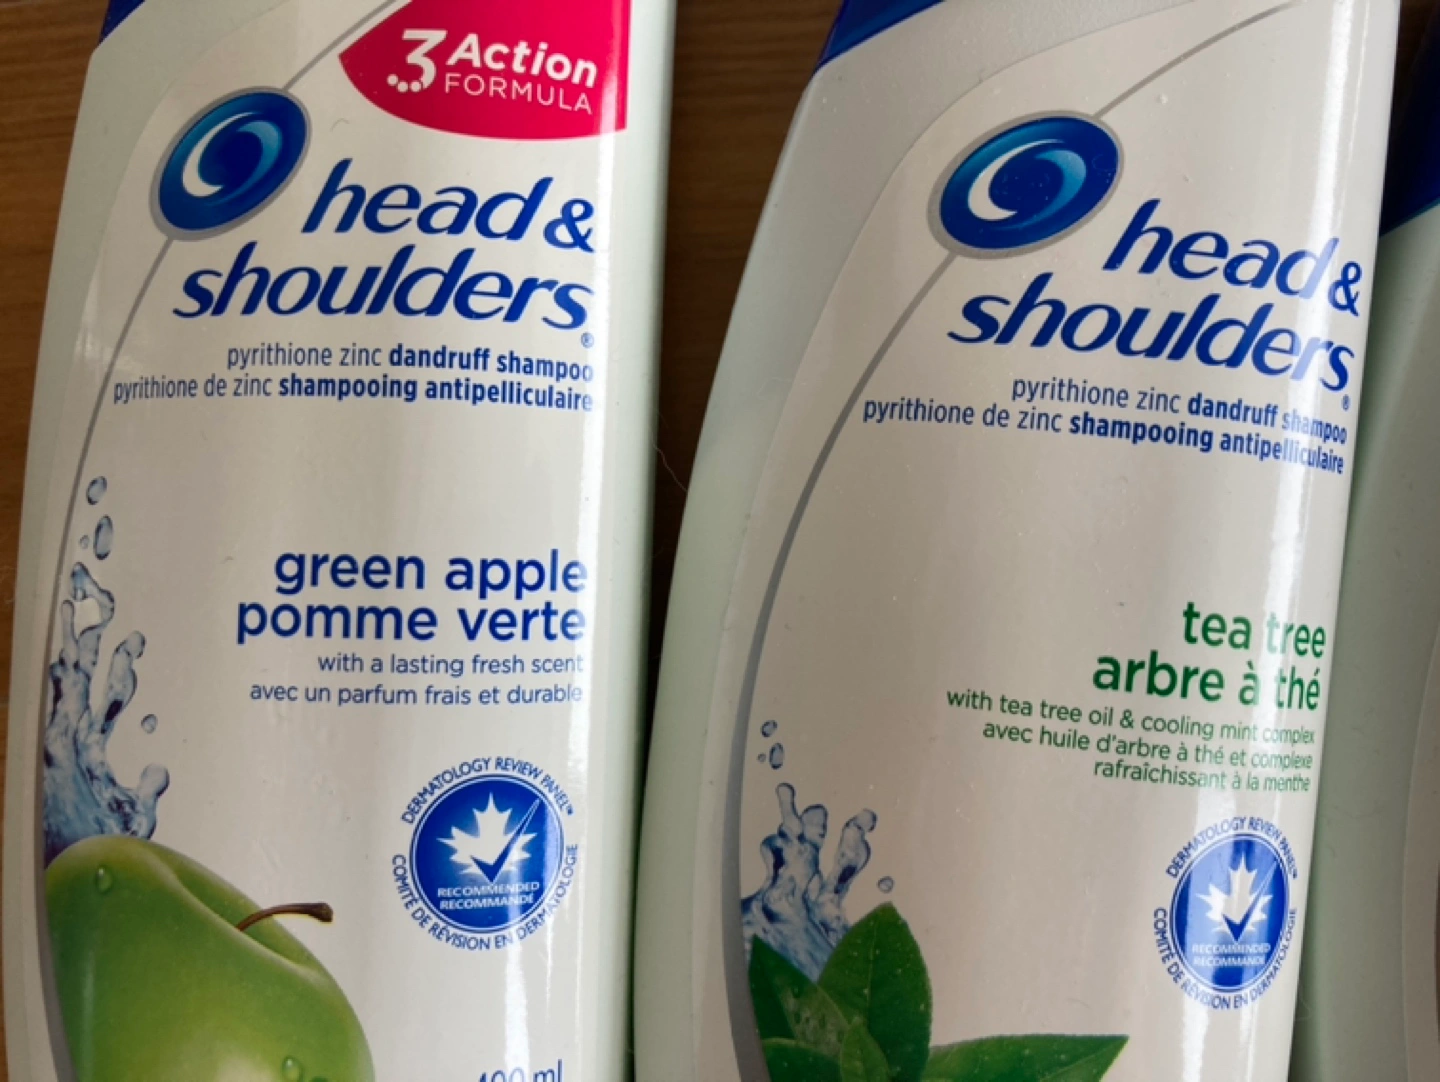 3 Action
FORMULA
head &
shoulders®
pyrithione zinc dandruff shampoo
pyrithione de zinc shampooing antipelliculaire
green apple
pomme verte
with a lasting fresh scent
avec un parfum frais et durable
DERMATOLOGY REVIEW PANEL™
RECOMMENDED
RECOMMANDÉ
COMITÉ DE RÉVISION EN DERMATOLOGIE
400 ml
head &
shoulders®
pyrithione zinc dandruff shampoo
pyrithione de zinc shampooing antipelliculaire
tea tree
arbre à thé
with tea tree oil & cooling mint complex
avec huile d'arbre à thé et complexe
rafraîchissant à la menthe
DERMATOLOGY REVIEW PANEL™
RECOMMENDED
RECOMMANDÉ
COMITÉ DE RÉVISION EN DERMATOLOGIE